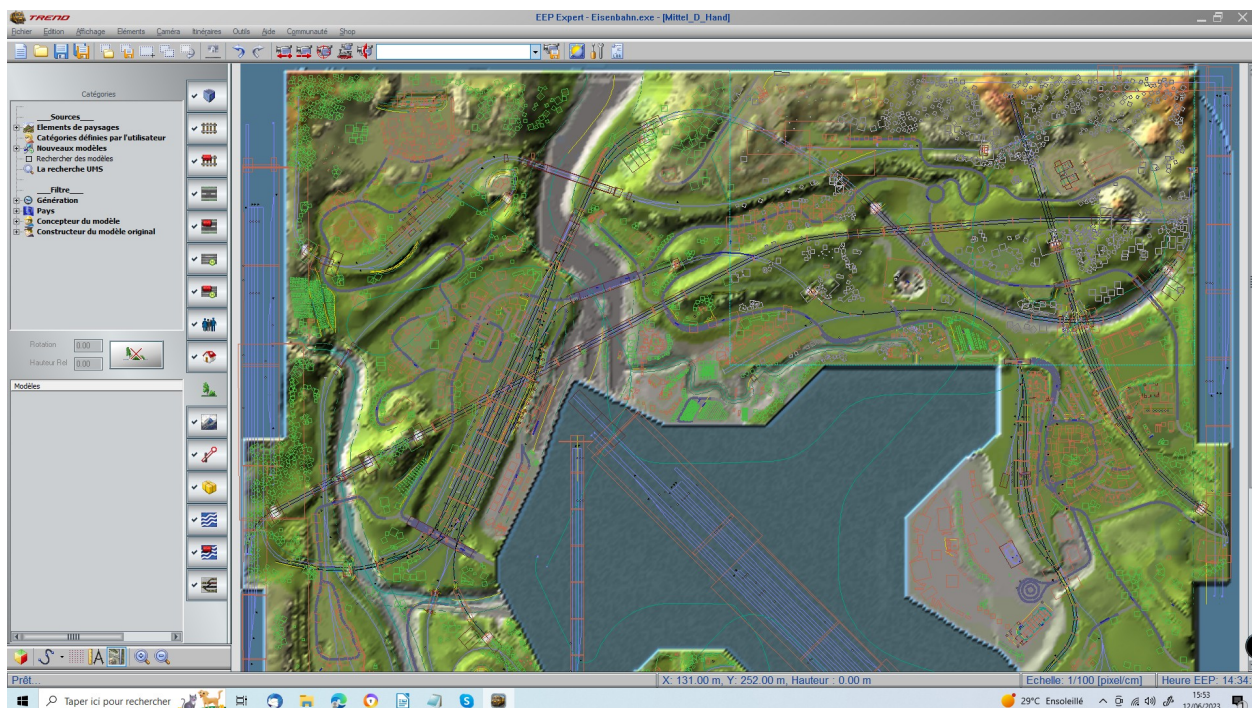 TREND
EEP Expert - Eisenbahn.exe - [Mittel_D_Hand]
Fichier Edition Affichage Eléments Caméra Itinéraires Outils Aide Communauté Shop
Catégories
___Sources___
Elements de paysages
Catégories définies par l'utilisateur
Nouveaux modèles
Rechercher des modèles
La recherche UMS
___Filtre___
Génération
Pays
Concepteur du modèle
Constructeur du modèle original
Rotation 0.00
Hauteur Rel 0.00
Modèles
Prêt...
X: 131.00 m, Y: 252.00 m, Hauteur : 0.00 m
Echelle: 1/100 [pixel/cm]
Heure EEP: 14:34:
Taper ici pour rechercher
29°C Ensoleillé
15:53
12/06/2023